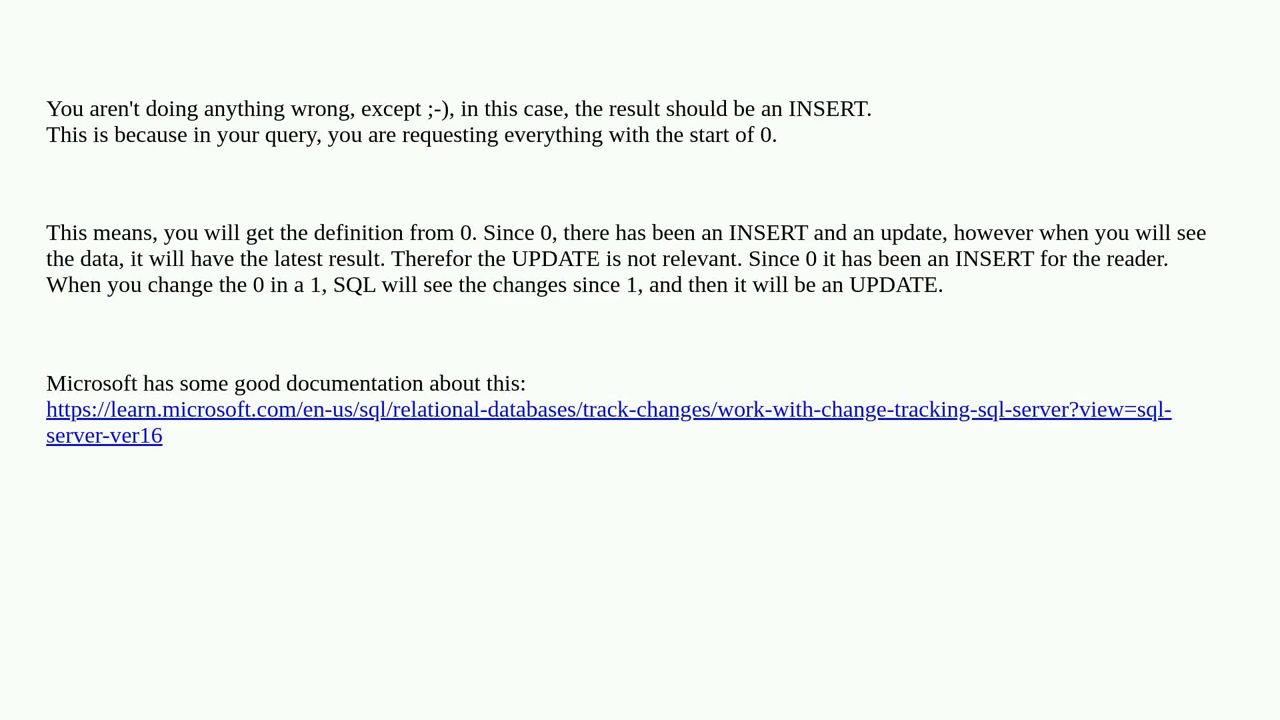 You aren't doing anything wrong, except ;-), in this case, the result should be an INSERT.
This is because in your query, you are requesting everything with the start of 0.
This means, you will get the definition from 0. Since 0, there has been an INSERT and an update, however when you will see
the data, it will have the latest result. Therefor the UPDATE is not relevant. Since 0 it has been an INSERT for the reader.
When you change the 0 in a 1, SQL will see the changes since 1, and then it will be an UPDATE.
Microsoft has some good documentation about this:
https://learn.microsoft.com/en-us/sql/relational-databases/track-changes/work-with-change-tracking-sql-server?view=sql-
server-ver16